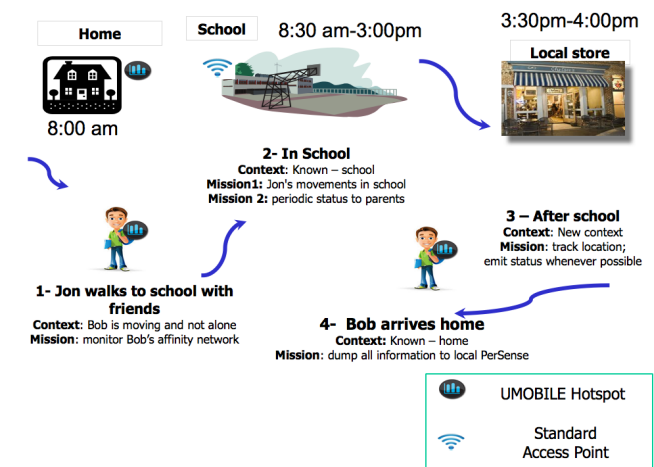 Home
School
8:30 am-3:00pm
3:30pm-4:00pm
Local store
8:00 am
2- In School
Context: Known – school
Mission1: Jon's movements in school
Mission 2: periodic status to parents
3 – After school
Context: New context
Mission: track location;
emit status whenever possible
1- Jon walks to school with
friends
Context: Bob is moving and not alone
Mission: monitor Bob's affinity network
4- Bob arrives home
Context: Known – home
Mission: dump all information to local PerSense
UMOBILE Hotspot
Standard
Access Point